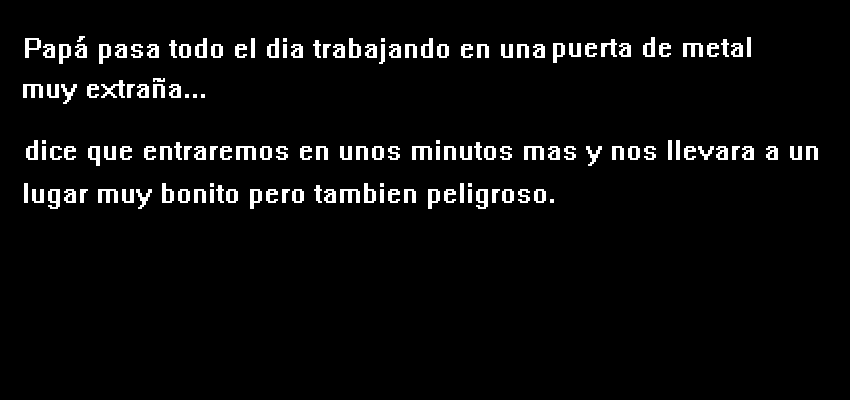 Papá pasa todo el dia trabajando en una puerta de metal
muy extraña...
dice que entraremos en unos minutos mas y nos llevara a un
lugar muy bonito pero tambien peligroso.